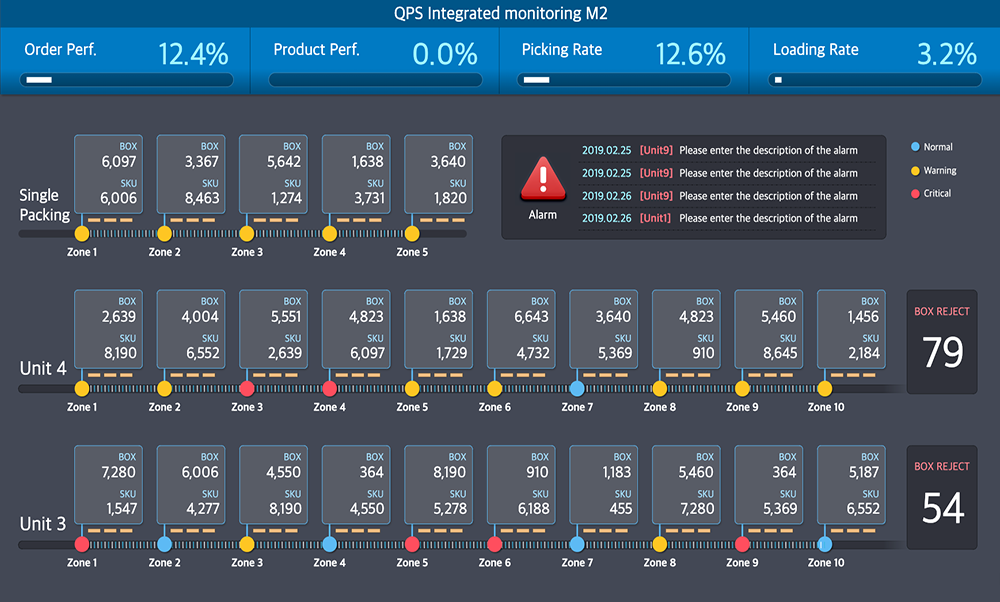 QPS Integrated monitoring M2
Order Perf. 12.4%
Product Perf. 0.0%
Picking Rate 12.6%
Loading Rate 3.2%
Single
Packing
BOX BOX BOX BOX BOX
6,097 3,367 5,642 1,638 3,640
SKU SKU SKU SKU SKU
6,006 8,463 1,274 3,731 1,820
Zone 1 Zone 2 Zone 3 Zone 4 Zone 5
Alarm
2019.02.25 [Unit9] Please enter the description of the alarm
2019.02.25 [Unit9] Please enter the description of the alarm
2019.02.26 [Unit9] Please enter the description of the alarm
2019.02.26 [Unit1] Please enter the description of the alarm
Normal
Warning
Critical
Unit 4
BOX BOX BOX BOX BOX BOX BOX BOX BOX BOX
2,639 4,004 5,551 4,823 1,638 6,643 3,640 4,823 5,460 1,456
SKU SKU SKU SKU SKU SKU SKU SKU SKU SKU
8,190 6,552 2,639 6,097 1,729 4,732 5,369 910 8,645 2,184
Zone 1 Zone 2 Zone 3 Zone 4 Zone 5 Zone 6 Zone 7 Zone 8 Zone 9 Zone 10
BOX REJECT
79
Unit 3
BOX BOX BOX BOX BOX BOX BOX BOX BOX BOX
7,280 6,006 4,550 364 8,190 910 1,183 5,460 364 5,187
SKU SKU SKU SKU SKU SKU SKU SKU SKU SKU
1,547 4,277 8,190 4,550 5,278 6,188 455 7,280 5,369 6,552
Zone 1 Zone 2 Zone 3 Zone 4 Zone 5 Zone 6 Zone 7 Zone 8 Zone 9 Zone 10
BOX REJECT
54